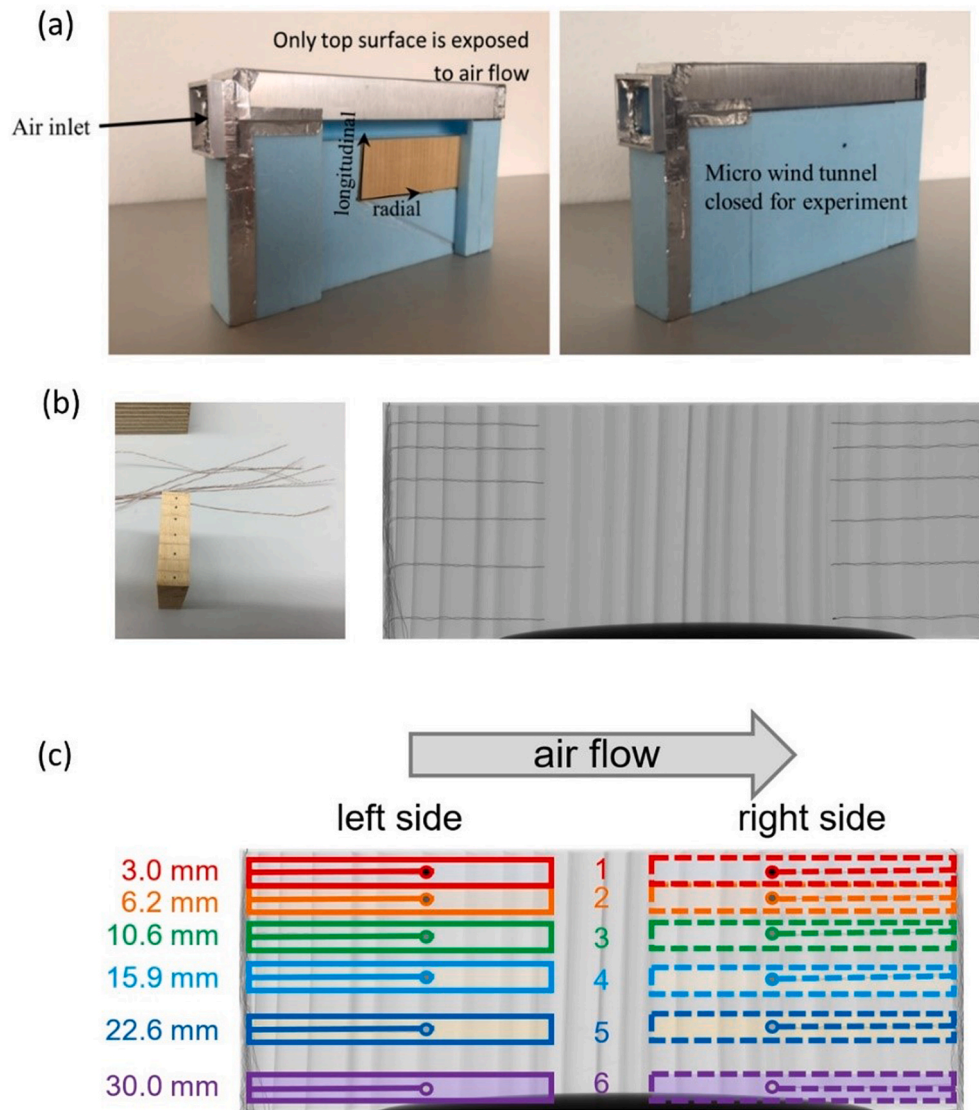 (a)
Only top surface is exposed
to air flow
Air inlet
longitudinal
radial
Micro wind tunnel
closed for experiment
(b)
(c)
air flow
left side
right side
3.0 mm
1
6.2 mm
2
10.6 mm
3
15.9 mm
4
22.6 mm
5
30.0 mm
6